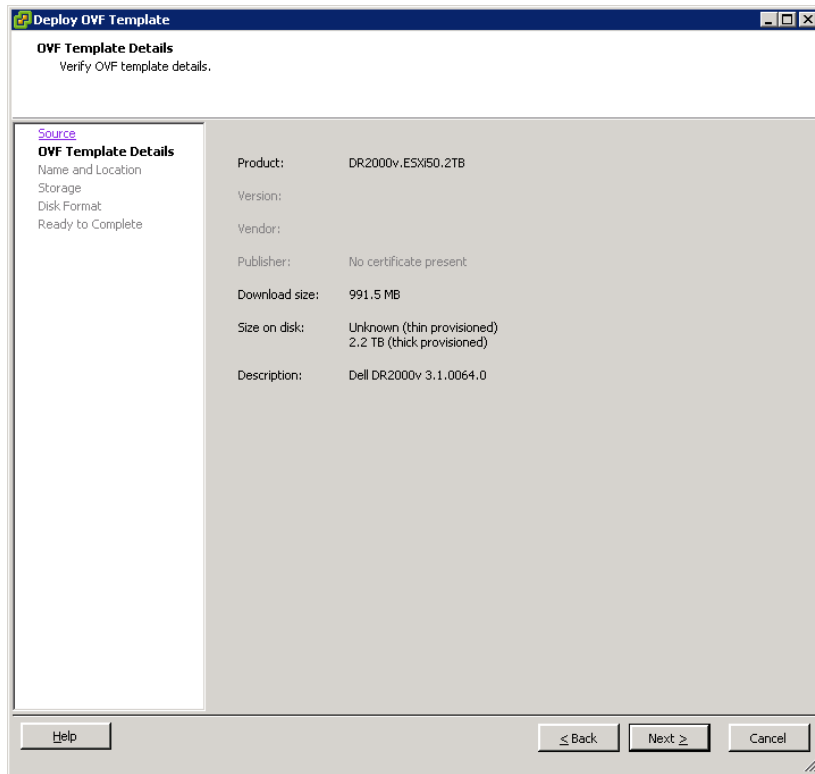 Deploy OVF Template
OVF Template Details
Verify OVF template details.
Source
OVF Template Details
Name and Location
Storage
Disk Format
Ready to Complete
Product: DR2000v.ESXi50.2TB
Version:
Vendor:
Publisher: No certificate present
Download size: 991.5 MB
Size on disk: Unknown (thin provisioned)
2.2 TB (thick provisioned)
Description: Dell DR2000v 3.1.0064.0
Help
< Back
Next >
Cancel